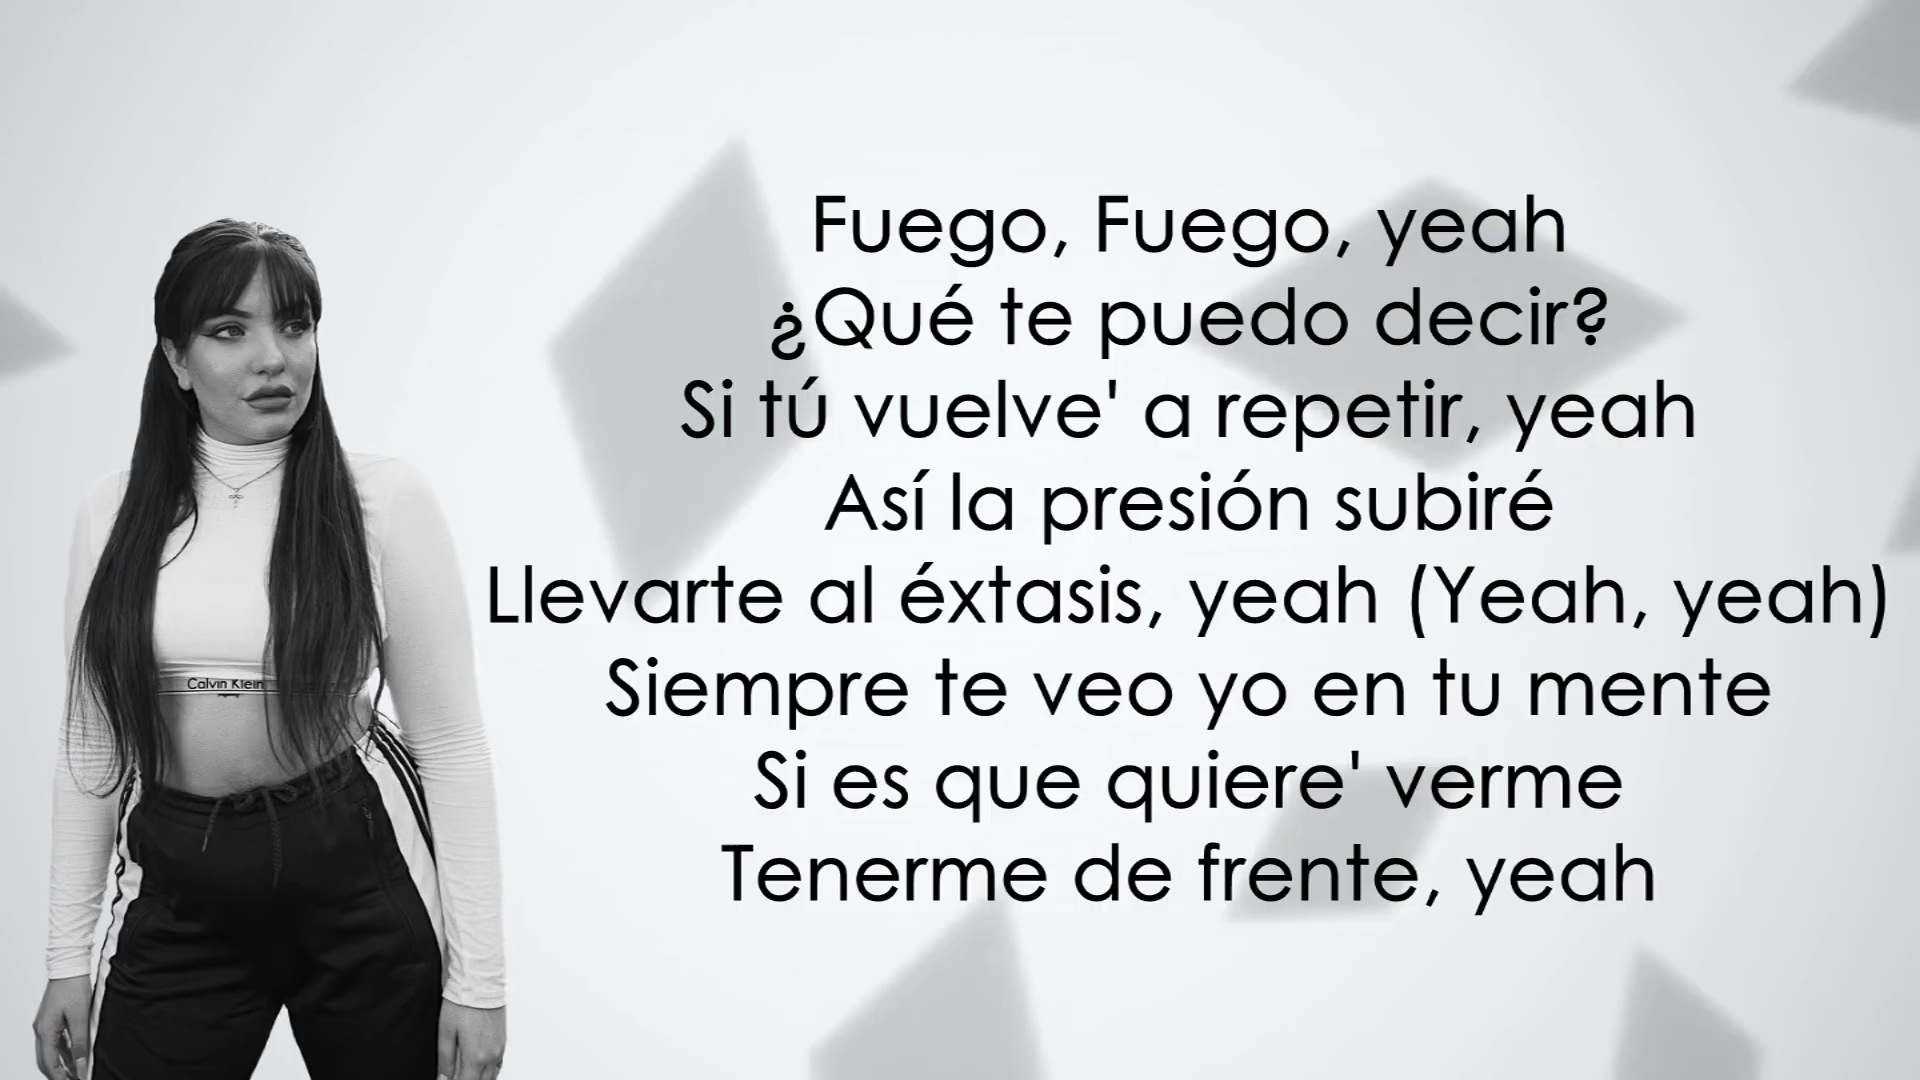 Fuego, Fuego, yeah
¿Qué te puedo decir?
Si tú vuelve' a repetir, yeah
Así la presión subiré
Llevarte al éxtasis, yeah (Yeah, yeah)
Siempre te veo yo en tu mente
Si es que quiere' verme
Tenerme de frente, yeah
Calvin Klein